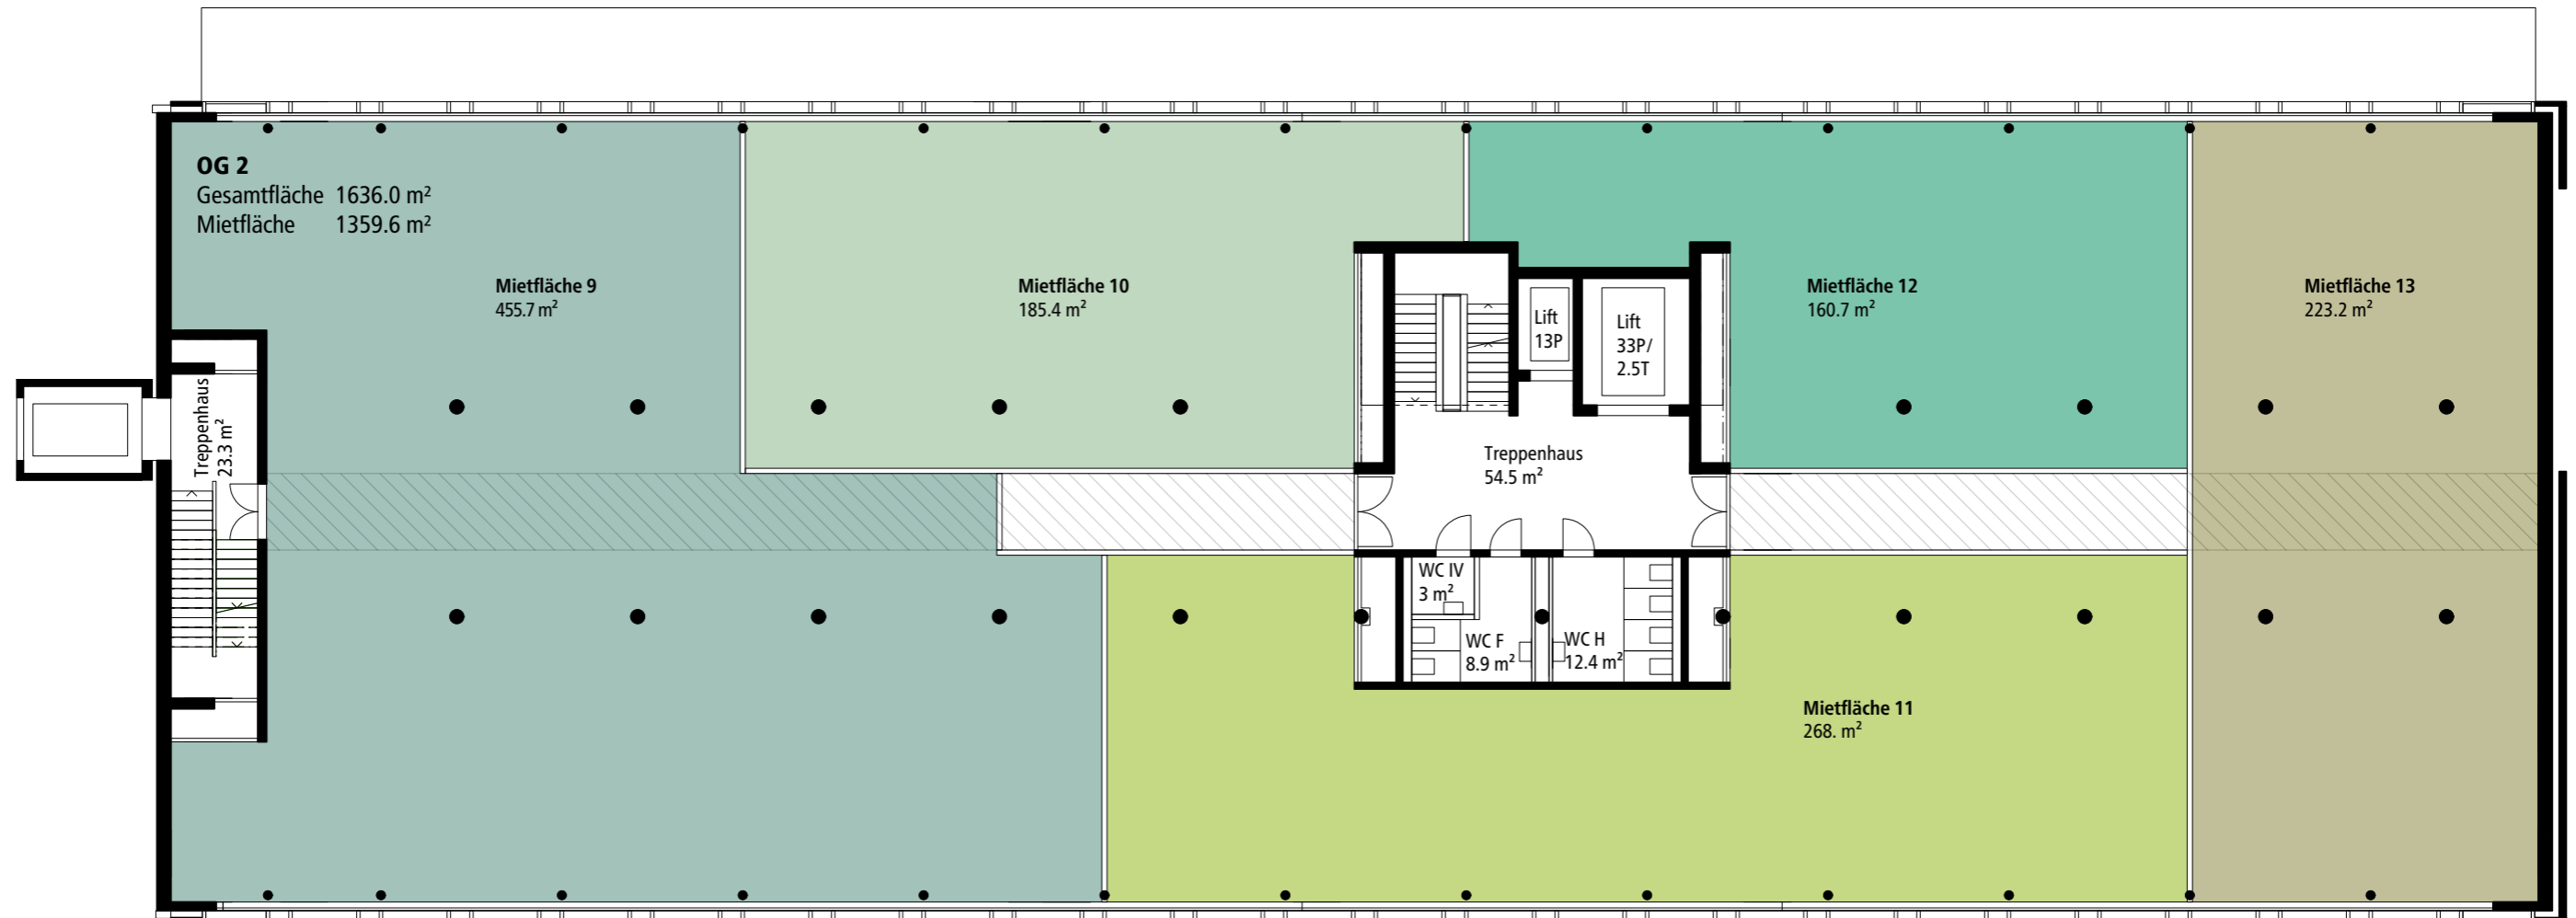 OG 2
Gesamtfläche 1636.0 m²
Mietfläche 1359.6 m²
Mietfläche 9
455.7 m²
Mietfläche 10
185.4 m²
Mietfläche 12
160.7 m²
Mietfläche 13
223.2 m²
Lift
13P
Lift
33P/
2.5T
Treppenhaus
23.3 m²
Treppenhaus
54.5 m²
WC IV
3 m²
WC F
8.9 m²
WC H
12.4 m²
Mietfläche 11
268. m²